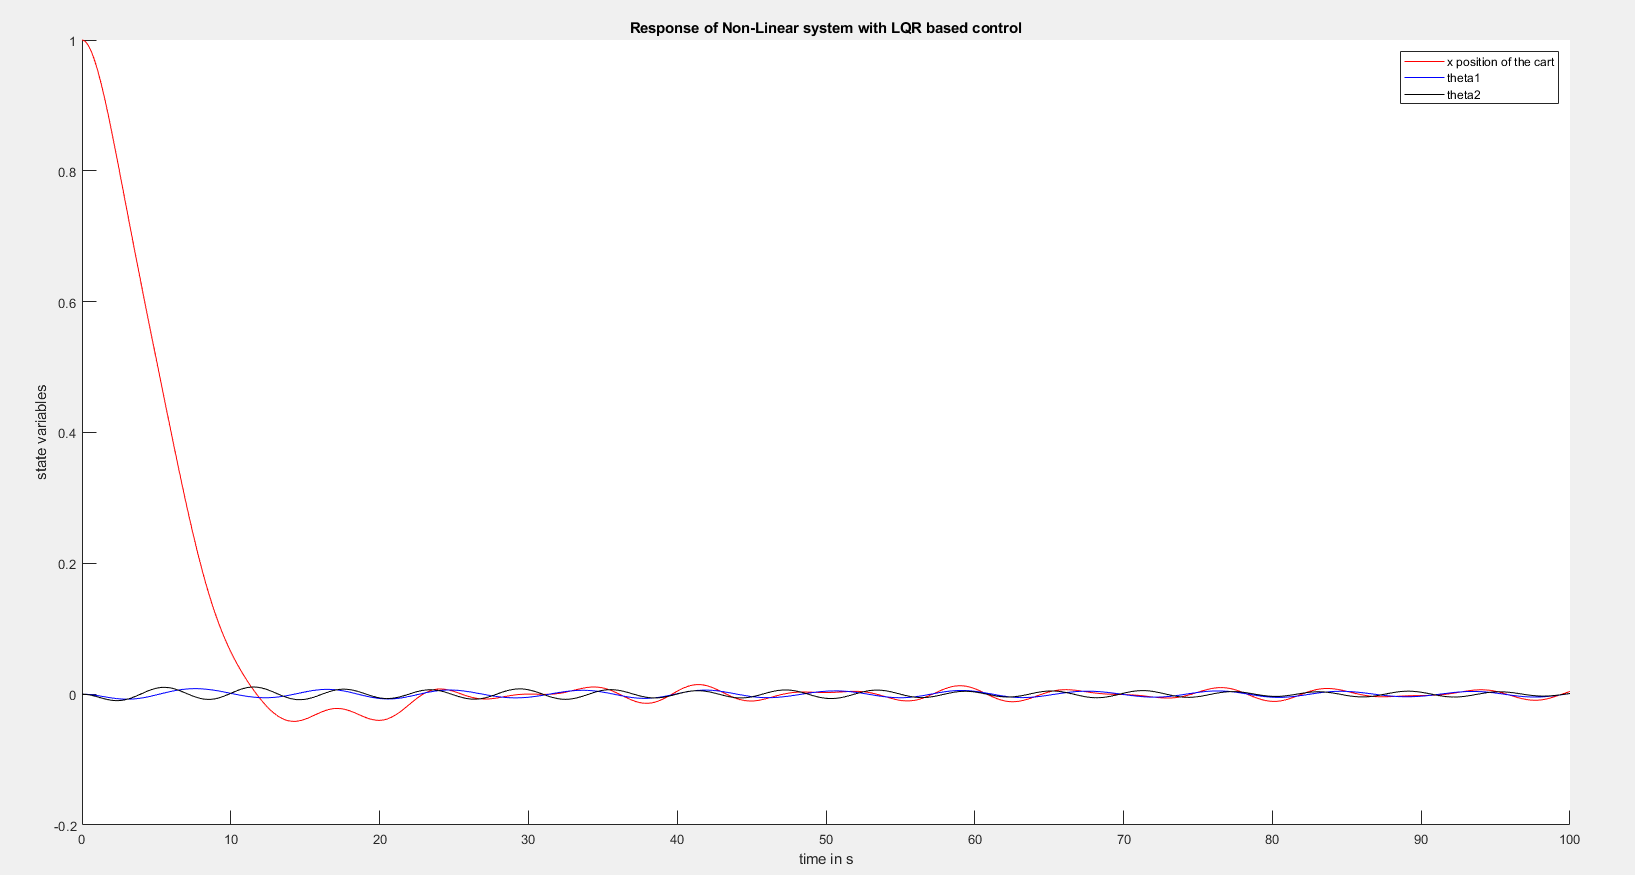 Response of Non-Linear system with LQR based control
x position of the cart
theta1
theta2
state variables
1
0.8
0.6
0.4
0.2
0
-0.2
0 10 20 30 40 50 60 70 80 90 100
time in s